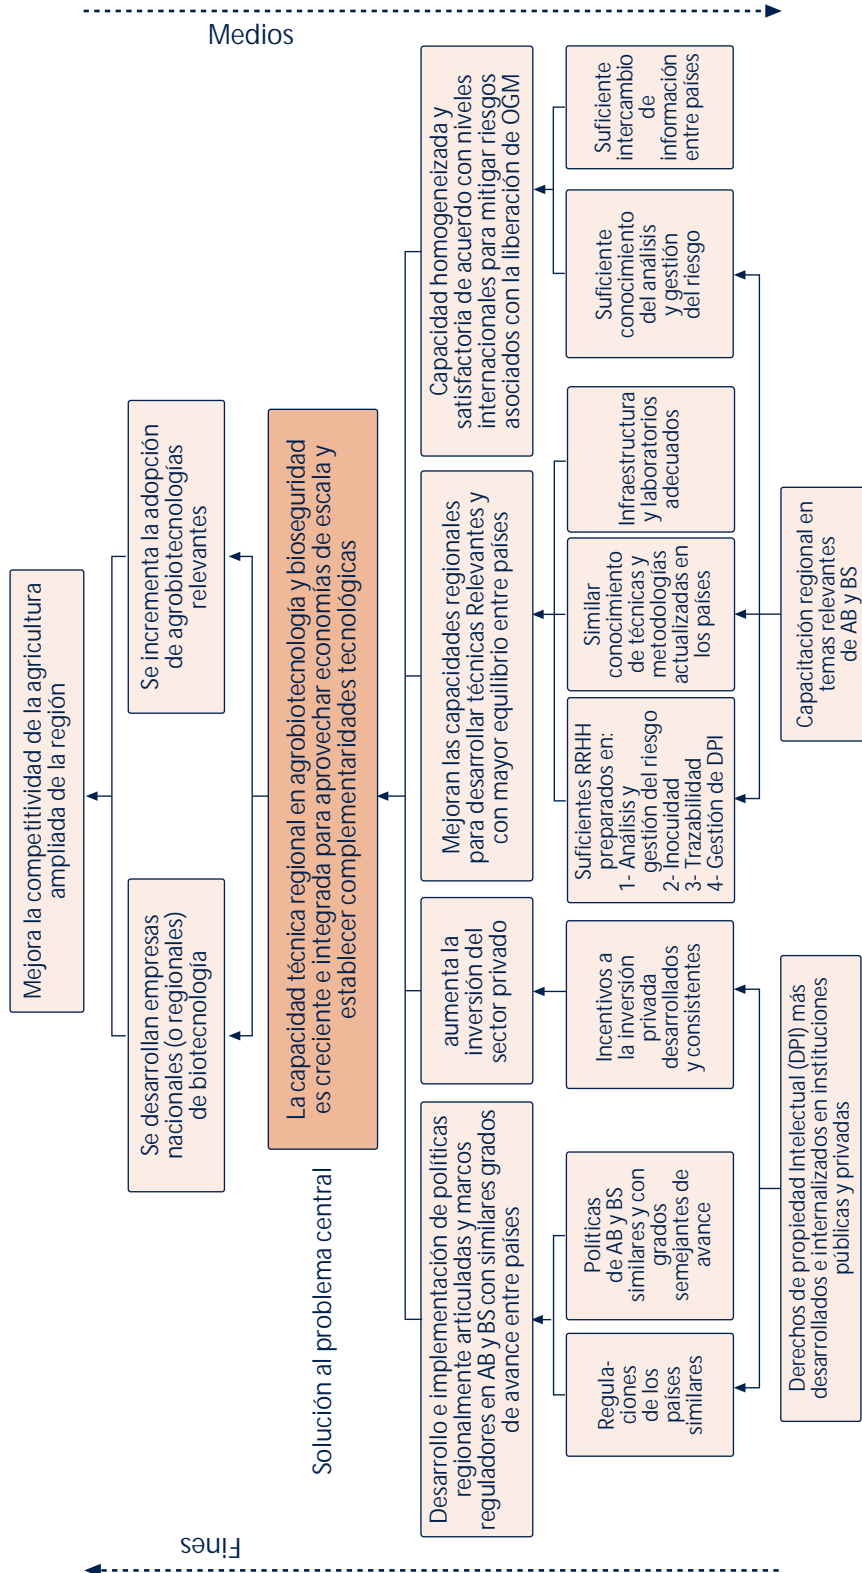 Mejora la competitividad de la agricultura
ampliada de la región
Se desarrollan empresas
nacionales (o regionales)
de biotecnología
Se incrementa la adopción
de agrobiotecnologías
relevantes
Solución al problema central
La capacidad técnica regional en agrobiotecnología y bioseguridad
es creciente e integrada para aprovechar economías de escala y
establecer complementaridades tecnológicas
Desarrollo e implementación de políticas
regionalmente articuladas y marcos
reguladores en AB y BS con similares grados
de avance entre países
aumenta la
inversión del
sector privado
Mejoran las capacidades regionales
para desarrollar técnicas Relevantes y
con mayor equilibrio entre países
Capacidad homogeneizada y
satisfactoria de acuerdo con niveles
internacionales para mitigar riesgos
asociados con la liberación de OGM
Regula-
ciones
de los
países
similares
Políticas
de AB y BS
similares y con
grados
semejantes de
avance
Incentivos a
la inversión
privada
desarrollados
y consistentes
Suficientes RRHH
preparados en:
1- Análisis y
gestión del riesgo
2- Inocuidad
3- Trazabilidad
4- Gestión de DPI
Similar
conocimiento
de técnicas y
metodologías
actualizadas en
los países
Infraestructura
y laboratorios
adecuados
Suficiente
conocimiento
del análisis
y gestión
del riesgo
Suficiente
intercambio
de
información
entre países
Derechos de propiedad Intelectual (DPI) más
desarrollados e internalizados en instituciones
públicas y privadas
Capacitación regional en
temas relevantes
de AB y BS
Fines
Medios